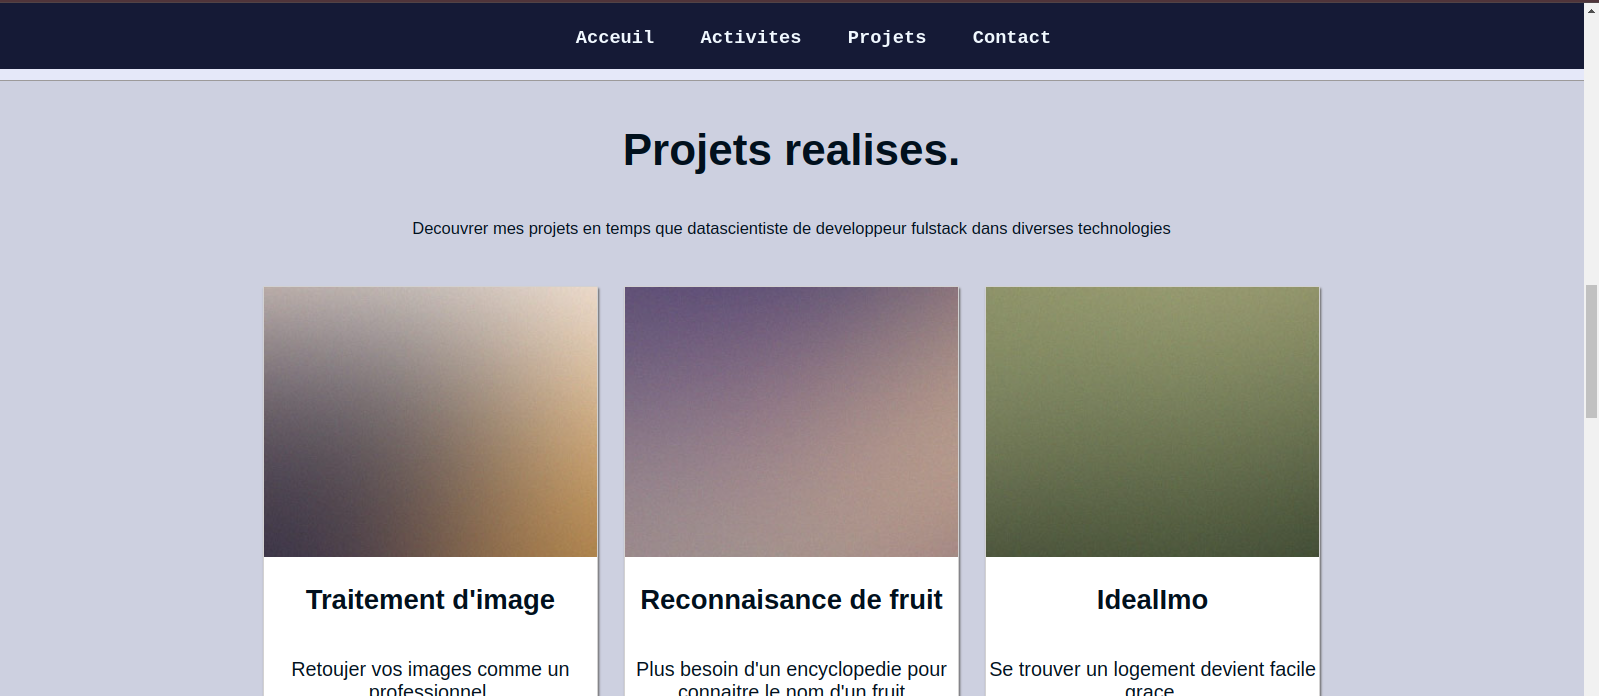 Acceuil Activites Projets Contact
Projets realises.
Decouvrer mes projets en temps que datascientiste de developpeur fulstack dans diverses technologies
Traitement d'image
Retoujer vos images comme un
professionnel
Reconnaisance de fruit
Plus besoin d'un encyclopedie pour
connaitre le nom d'un fruit
IdealImo
Se trouver un logement devient facile
grace